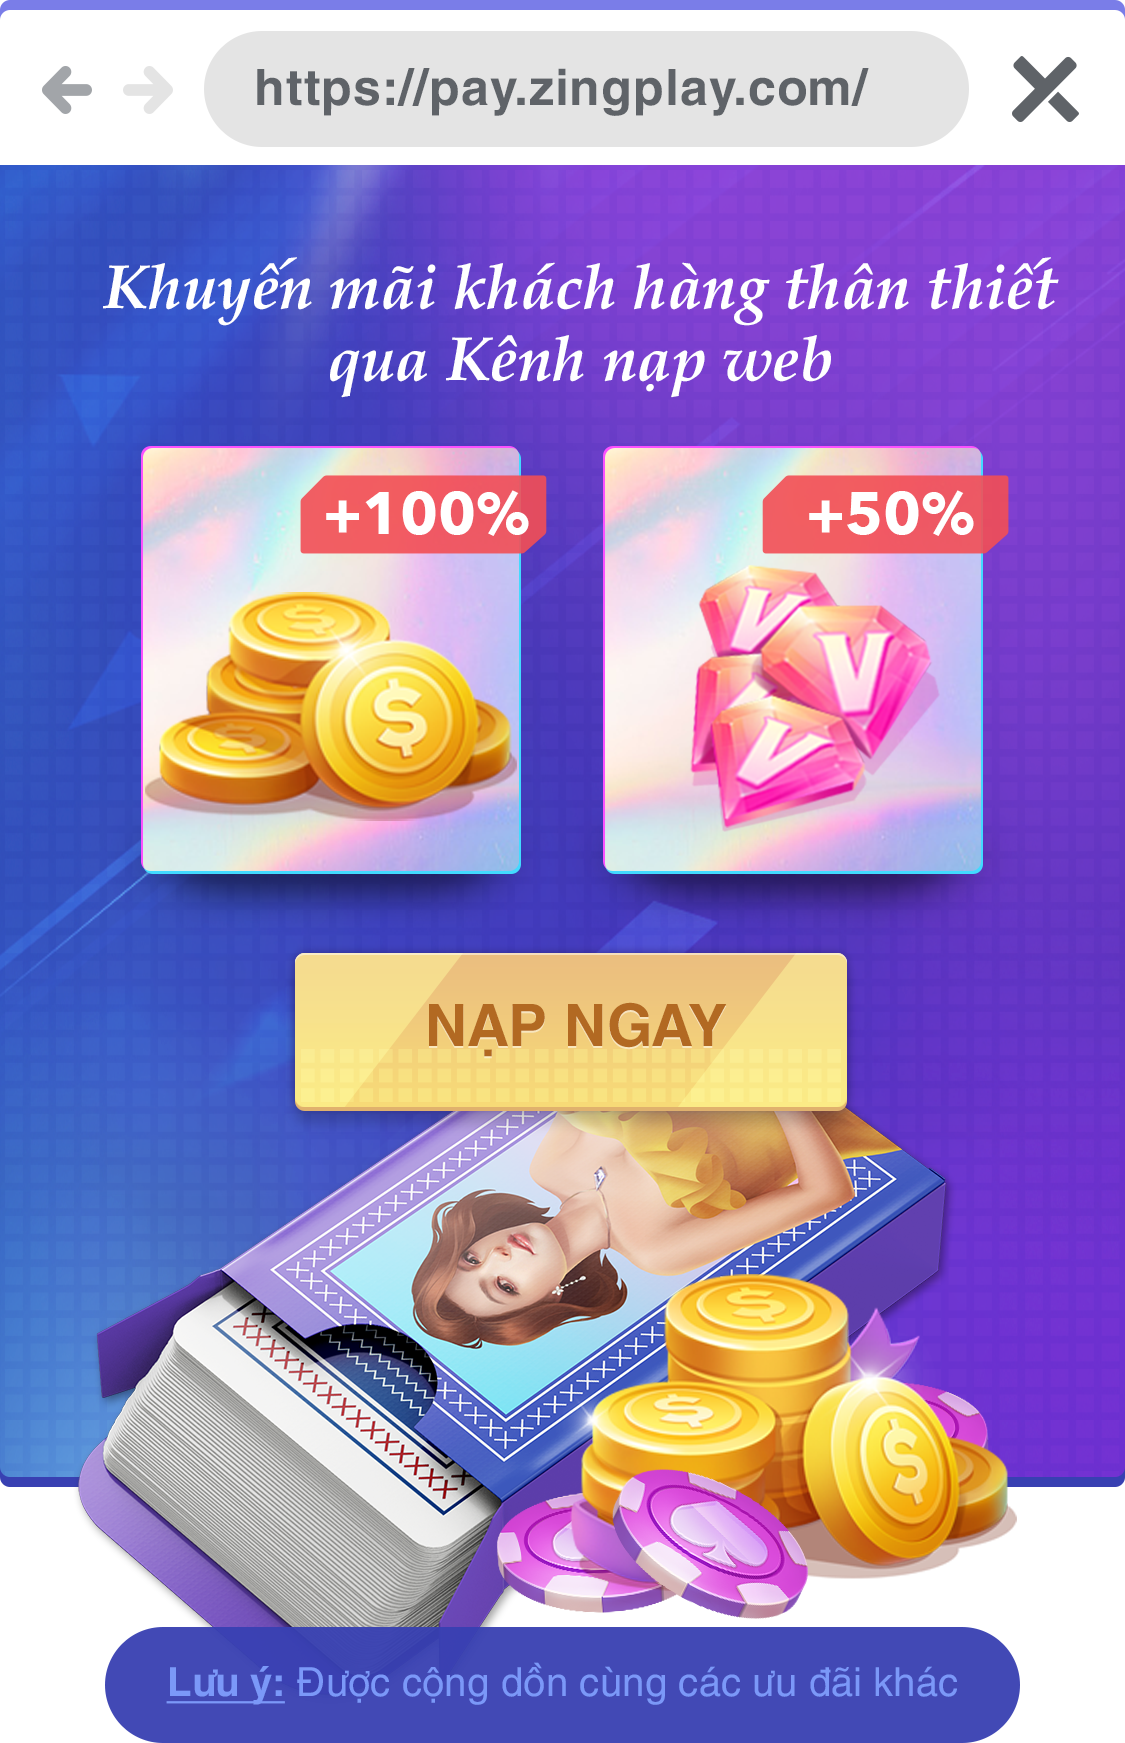 https://pay.zingplay.com/
Khuyến mãi khách hàng thân thiết
qua Kênh nạp web
+100%
+50%
$
$
$
V
V
V
NẠP NGAY
$
$
$
Lưu ý: Được cộng dồn cùng các ưu đãi khác